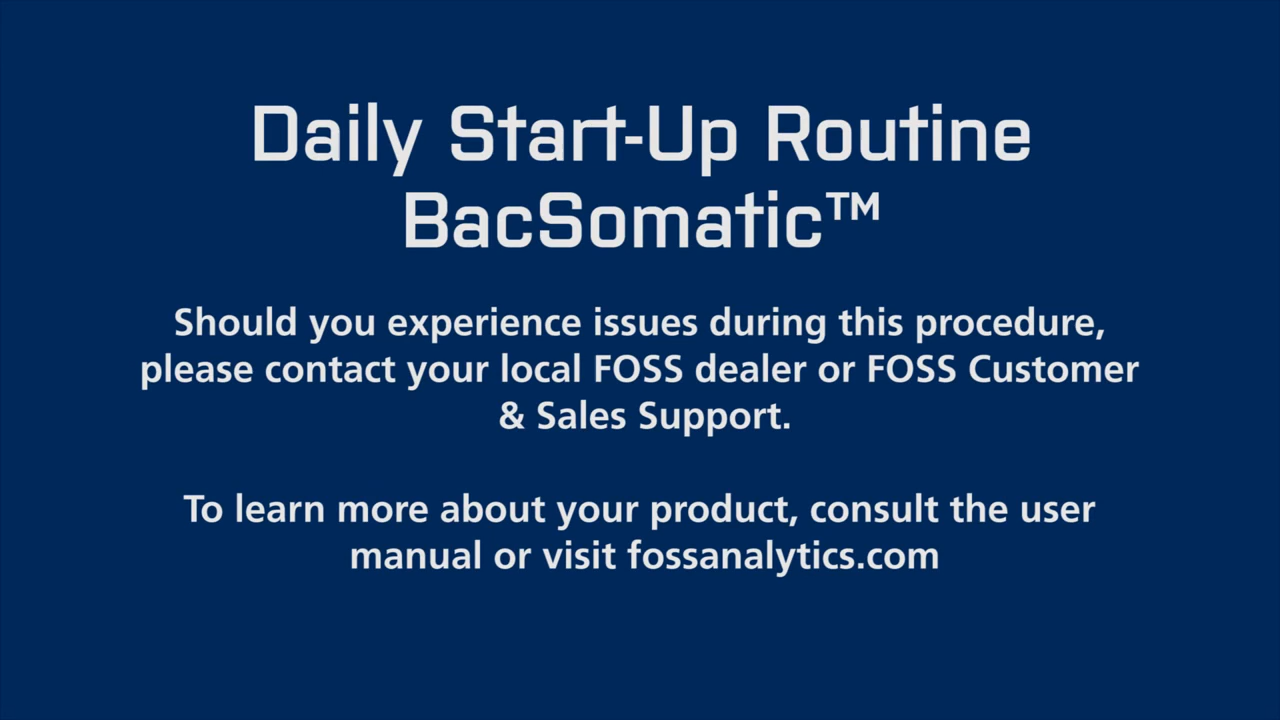 Daily Start-Up Routine
BacSomatic™
Should you experience issues during this procedure,
please contact your local FOSS dealer or FOSS Customer
& Sales Support.
To learn more about your product, consult the user
manual or visit fossanalytics.com